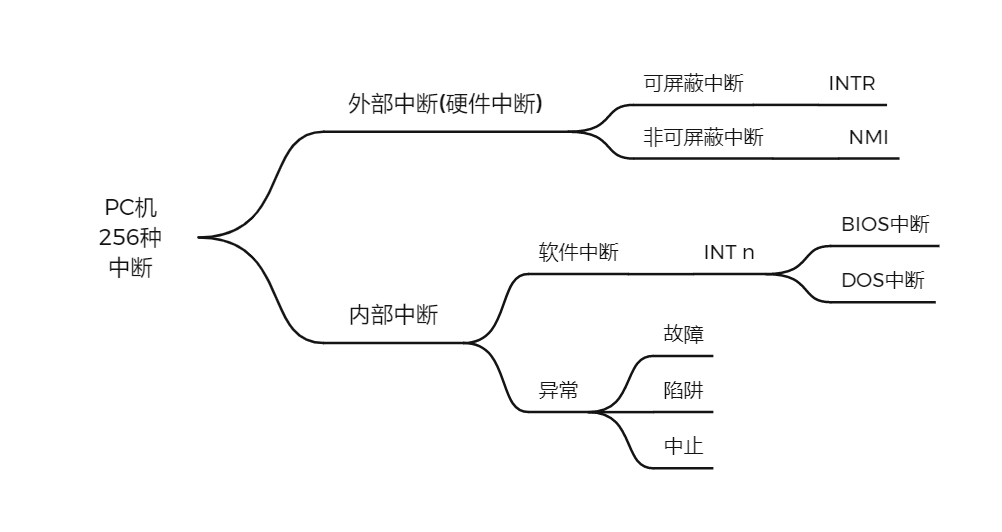 PC机
256种
中断
外部中断(硬件中断)
可屏蔽中断 INTR
非可屏蔽中断 NMI
内部中断
软件中断 INT n
BIOS中断
DOS中断
异常
故障
陷阱
中止